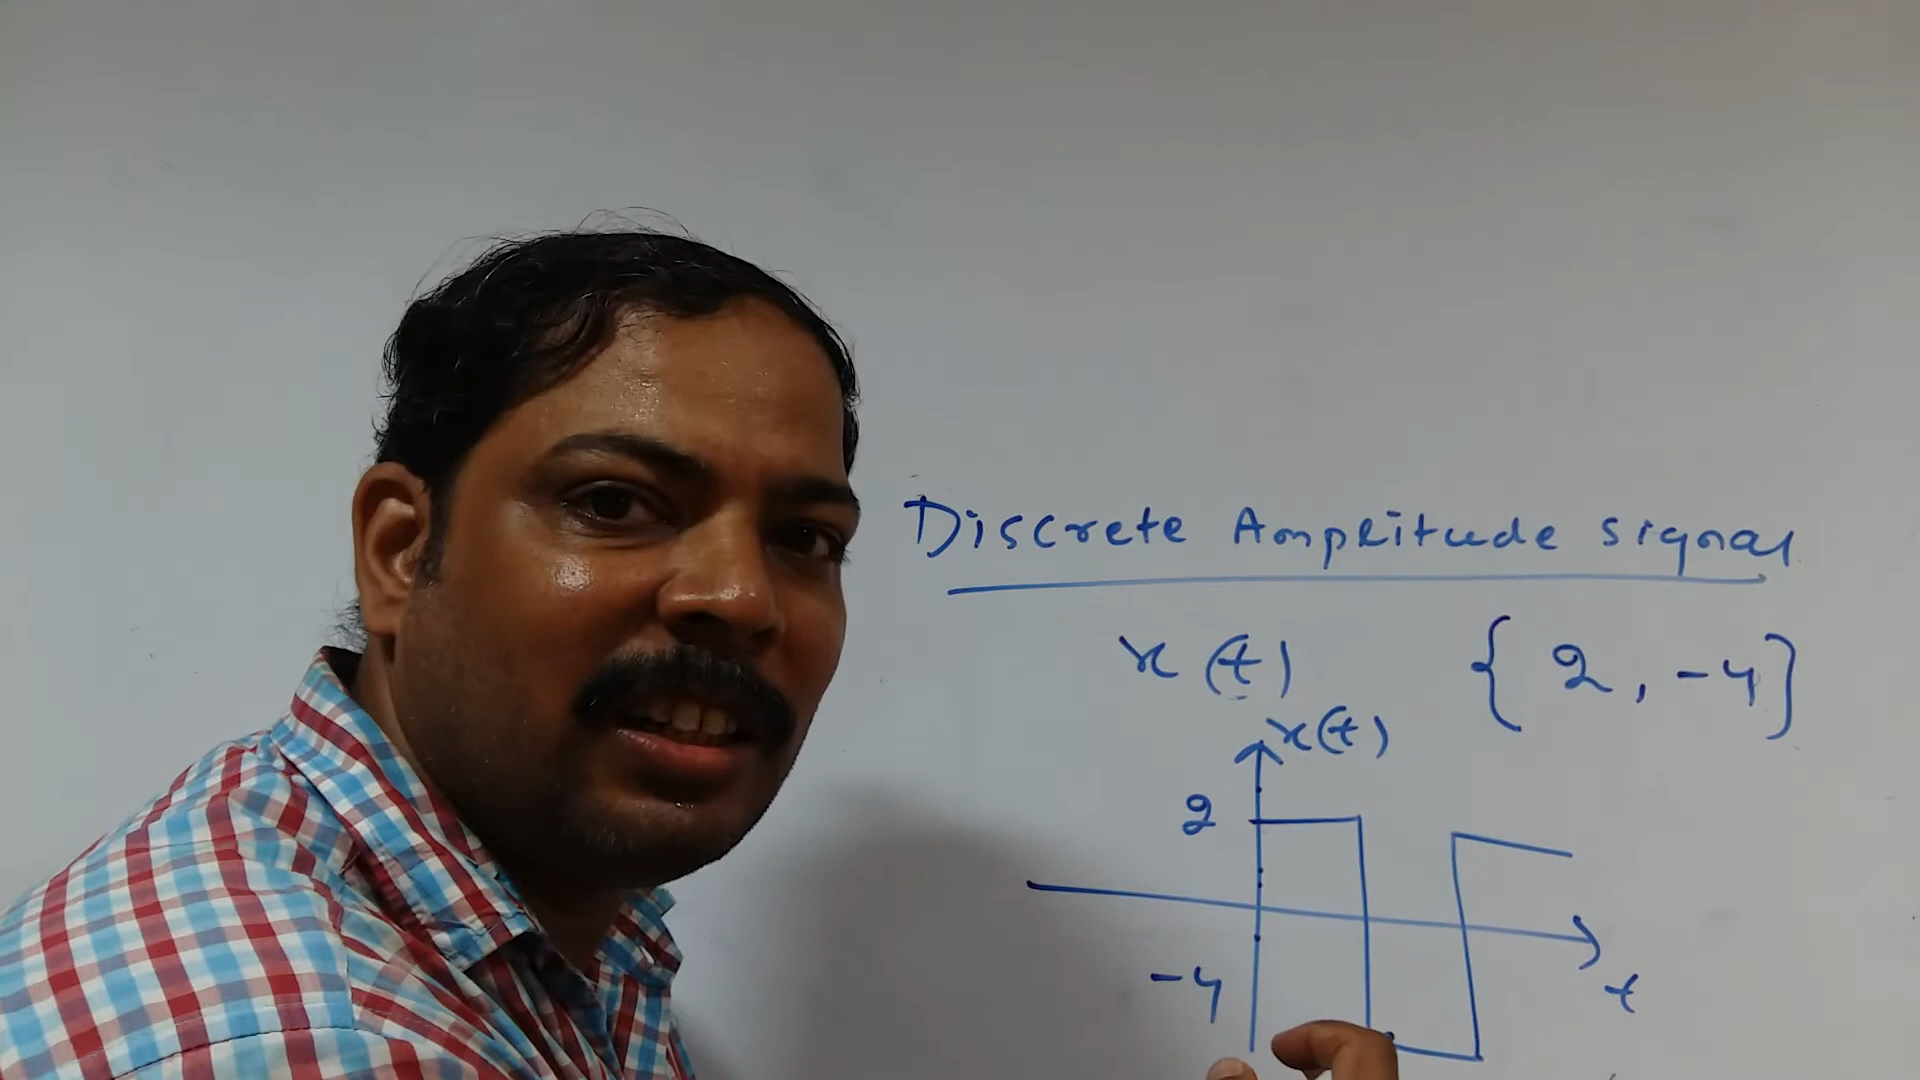 Discrete Amplitude signal
x(t) { 2, -4}
x(t)
2
-4
t